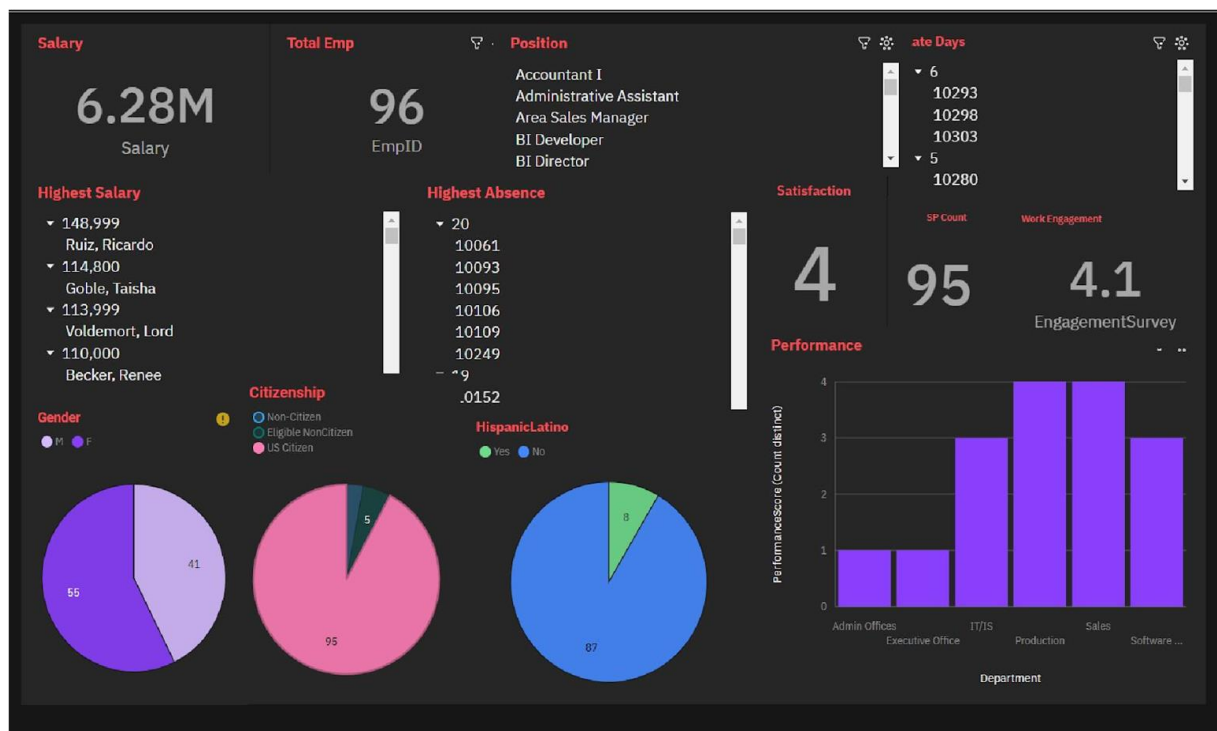 Salary
6.28M
Salary
Total Emp
96
EmpID
Position
Accountant I
Administrative Assistant
Area Sales Manager
BI Developer
BI Director
ate Days
6
10293
10298
10303
5
10280
Highest Salary
148,999
Ruiz, Ricardo
114,800
Goble, Taisha
113,999
Voldemort, Lord
110,000
Becker, Renee
Highest Absence
20
10061
10093
10095
10106
10109
10249
0152
Satisfaction
4
SP Count
95
Work Engagement
4.1
EngagementSurvey
Gender
M F
41
55
Citizenship
Non-Citizen
Eligible NonCitizen
US Citizen
5
95
HispanicLatino
Yes No
8
87
Performance
PerformanceScore (Count distinct)
4
3
2
1
0
Admin Offices
Executive Office
IT/IS
Production
Sales
Software ...
Department